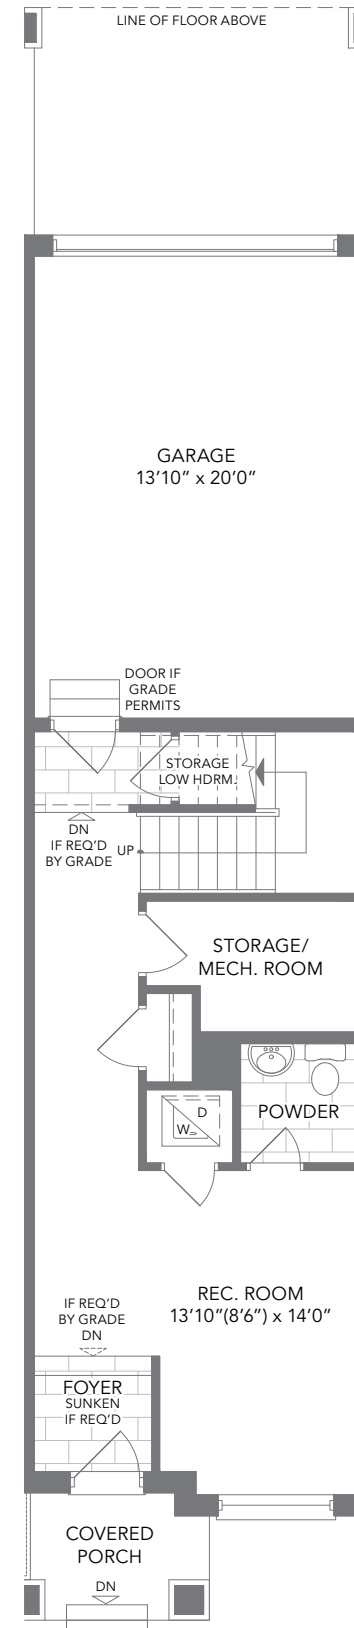 LINE OF FLOOR ABOVE
GARAGE
13'10" x 20'0"
DOOR IF
GRADE
PERMITS
STORAGE
LOW HDRM.
DN
IF REQ'D
BY GRADE
UP
STORAGE/
MECH. ROOM
D
W
POWDER
REC. ROOM
13'10"(8'6") x 14'0"
IF REQ'D
BY GRADE
DN
FOYER
SUNKEN
IF REQ'D
COVERED
PORCH
DN